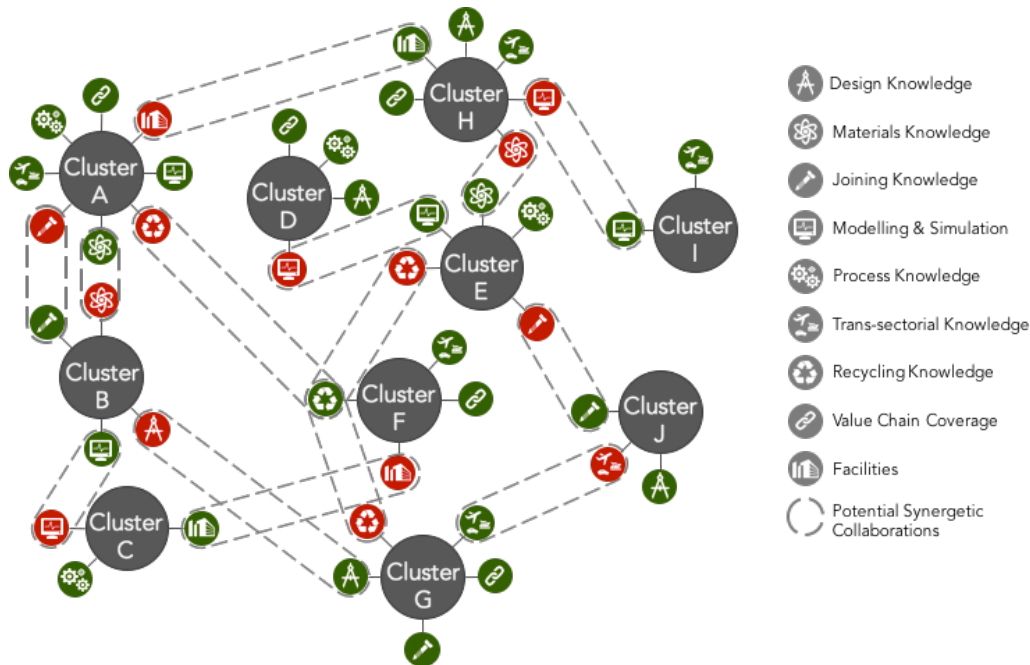 Cluster
H
Cluster
A
Cluster
D
Cluster
I
Cluster
E
Cluster
B
Cluster
F
Cluster
J
Cluster
C
Cluster
G
Design Knowledge
Materials Knowledge
Joining Knowledge
Modelling & Simulation
Process Knowledge
Trans-sectorial Knowledge
Recycling Knowledge
Value Chain Coverage
Facilities
Potential Synergetic
Collaborations